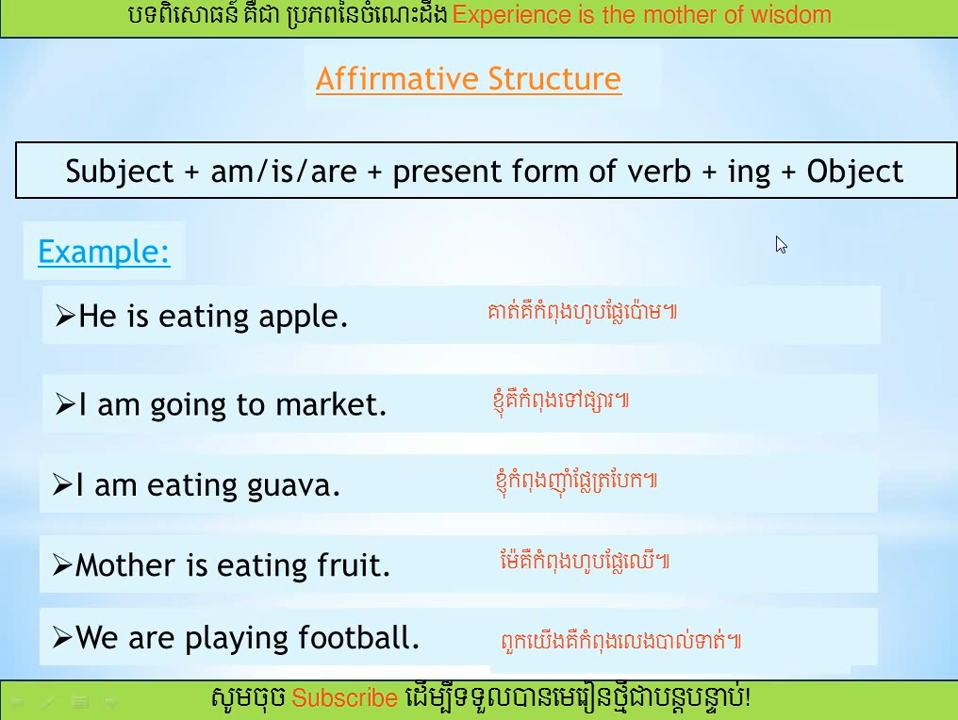 បទពិសោធន៍ គឺជា ប្រភពនៃចំណេះដឹង Experience is the mother of wisdom
Affirmative Structure
Subject + am/is/are + present form of verb + ing + Object
Example:
➢He is eating apple. គាត់គឺកំពុងហូបផ្លែប៉ោម៕
➢I am going to market. ខ្ញុំគឺកំពុងទៅផ្សារ៕
➢I am eating guava. ខ្ញុំកំពុងញ៉ាំផ្លែត្របែក៕
➢Mother is eating fruit. ម៉ែគឺកំពុងហូបផ្លែឈើ៕
➢We are playing football. ពួកយើងគឺកំពុងលេងបាល់ទាត់៕
សូមចុច Subscribe ដើម្បីទទួលបានមេរៀនថ្មីជាបន្តបន្ទាប់!